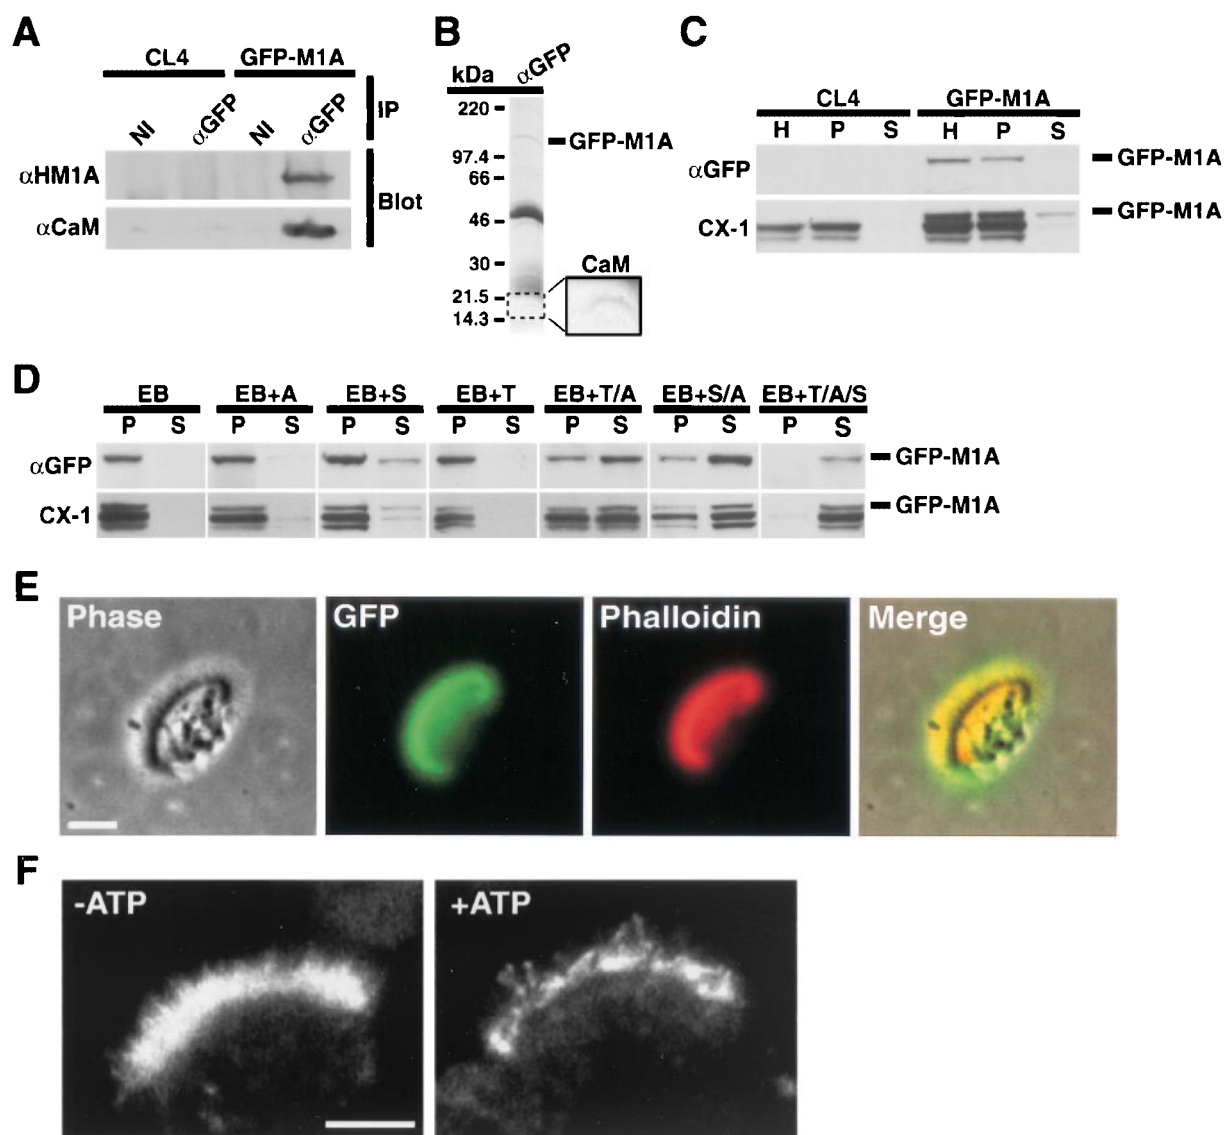 A
CL4 GFP-M1A
NI αGFP NI αGFP
IP
αHM1A
αCaM
Blot
B
kDa αGFP
220
GFP-M1A
97.4
66
46
30
CaM
21.5
14.3
C
CL4 GFP-M1A
H P S H P S
αGFP GFP-M1A
CX-1 GFP-M1A
D
EB EB+A EB+S EB+T EB+T/A EB+S/A EB+T/A/S
P S P S P S P S P S P S P S
αGFP GFP-M1A
CX-1 GFP-M1A
E
Phase GFP Phalloidin Merge
F
-ATP +ATP